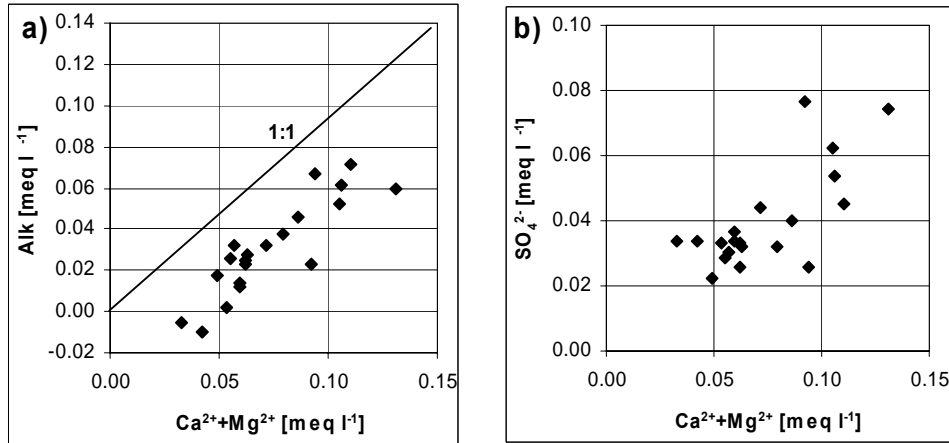 a)
Alk [meq l ⁻¹]
0.14
0.12
0.10
0.08
0.06
0.04
0.02
0.00
-0.02
1:1
0.00 0.05 0.10 0.15
Ca²⁺+Mg²⁺ [meq l⁻¹]
b)
SO₄²⁻ [meq l ⁻¹]
0.10
0.08
0.06
0.04
0.02
0.00
0.00 0.05 0.10 0.15
Ca²⁺+Mg²⁺ [meq l⁻¹]